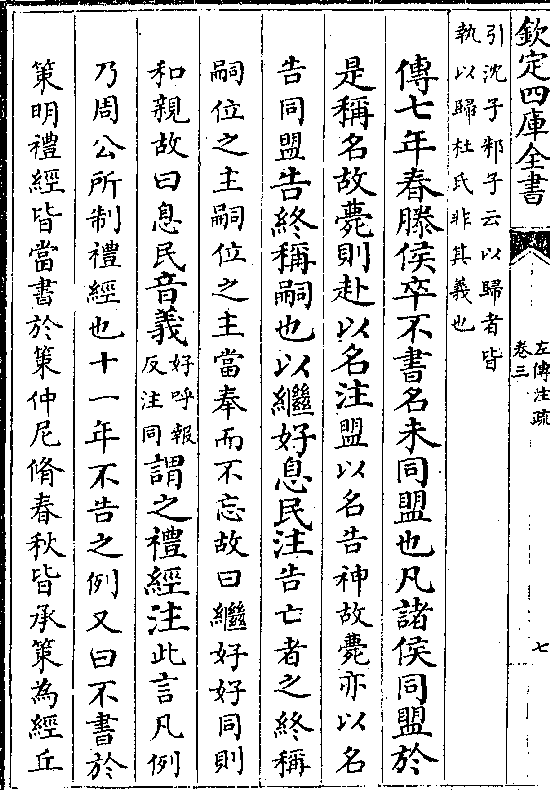 欽定四庫全書
左傳注疏
卷三
七
引沈子郱子云以歸者皆
執以歸杜氏非其義也
傳七年春滕侯卒不書名未同盟也凡諸侯同盟於
是稱名故薨則赴以名注盟以名告神故薨亦以名
告同盟告終稱嗣也以繼好息民注告亡者之終稱
嗣位之主嗣位之主當奉而不忘故曰繼好好同則
和親故曰息民音義好呼報
反注同謂之禮經注此言凡例
乃周公所制禮經也十一年不告之例又曰不書於
策明禮經皆當書於策仲尼脩春秋皆承策為經丘